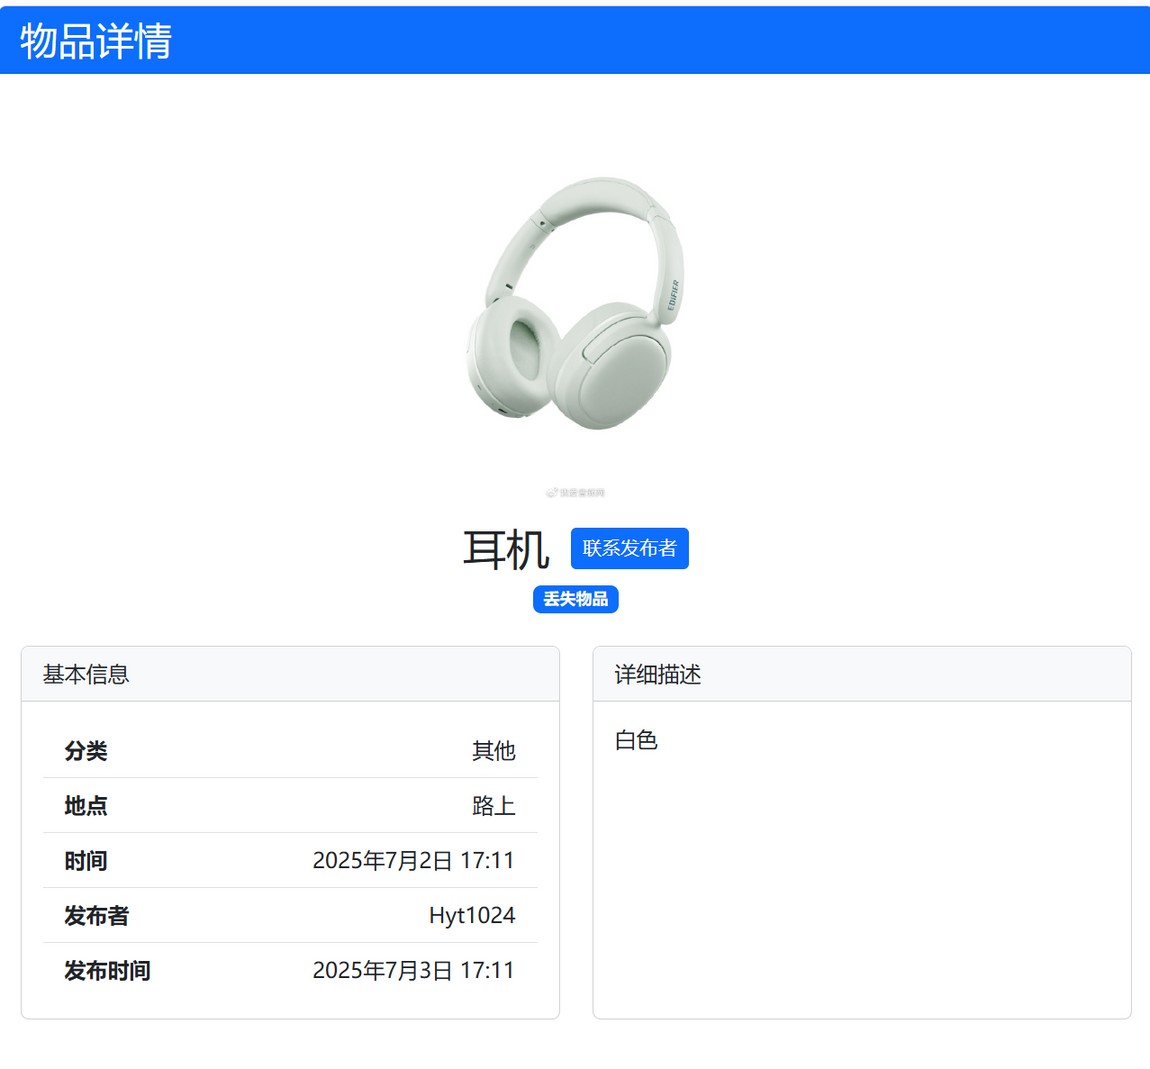 物品详情
EDIFIER
耳机
联系发布者
丢失物品
基本信息
分类 其他
地点 路上
时间 2025年7月2日 17:11
发布者 Hyt1024
发布时间 2025年7月3日 17:11
详细描述
白色